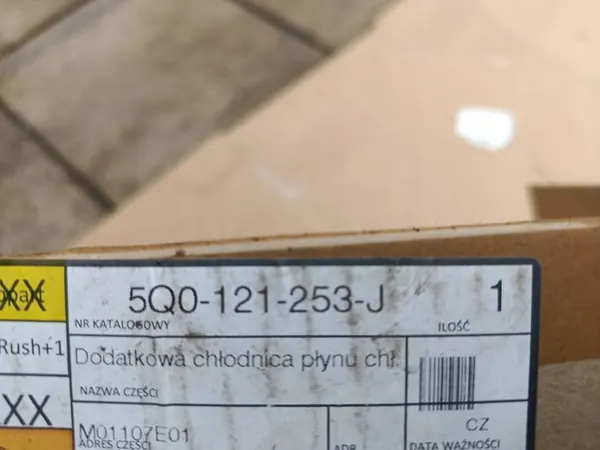 5Q0-121-253-J 1
NR KATALOGOWY ILOŚĆ
Rush+1
Dodatkowa chłodnica płynu chł.
NAZWA CZĘŚCI
XX
M01107E01
CZ
ADRES CZĘŚCI ADR DATA WAŻNOŚCI